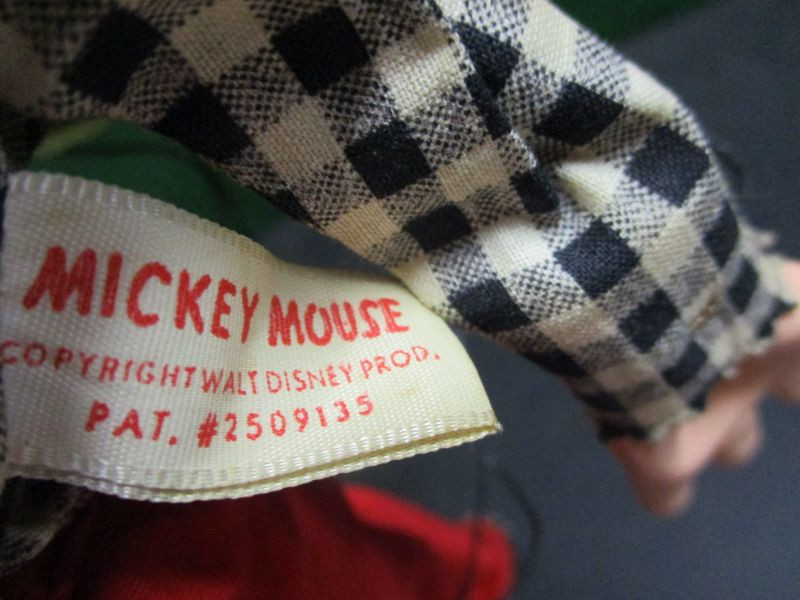 MICKEY MOUSE
COPYRIGHT WALT DISNEY PROD.
PAT. #2509135